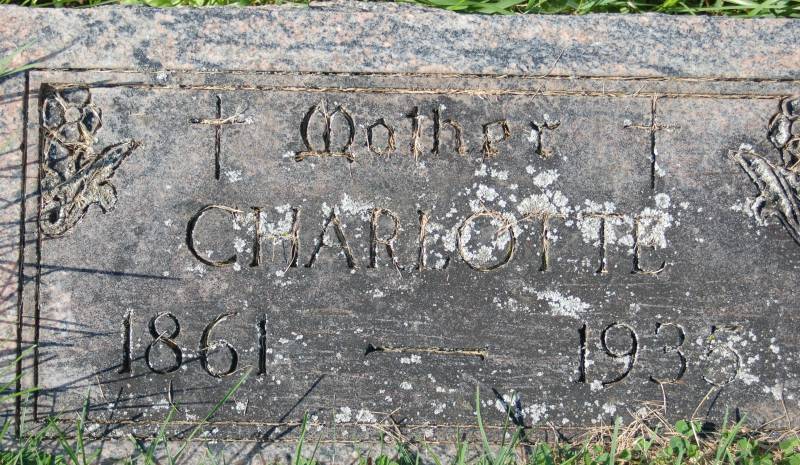 Mother
CHARLOTTE
1861 — 1935